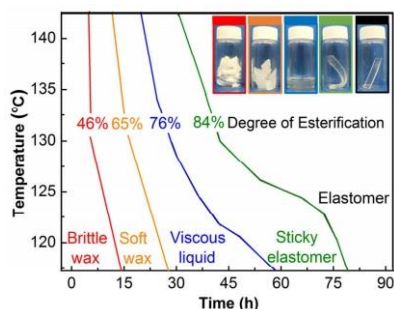 140
135
130
125
120
Temperature (°C)
46%
65%
76%
84%
Degree of Esterification
Elastomer
Brittle
wax
Soft
wax
Viscous
liquid
Sticky
elastomer
0
15
30
45
60
75
90
Time (h)